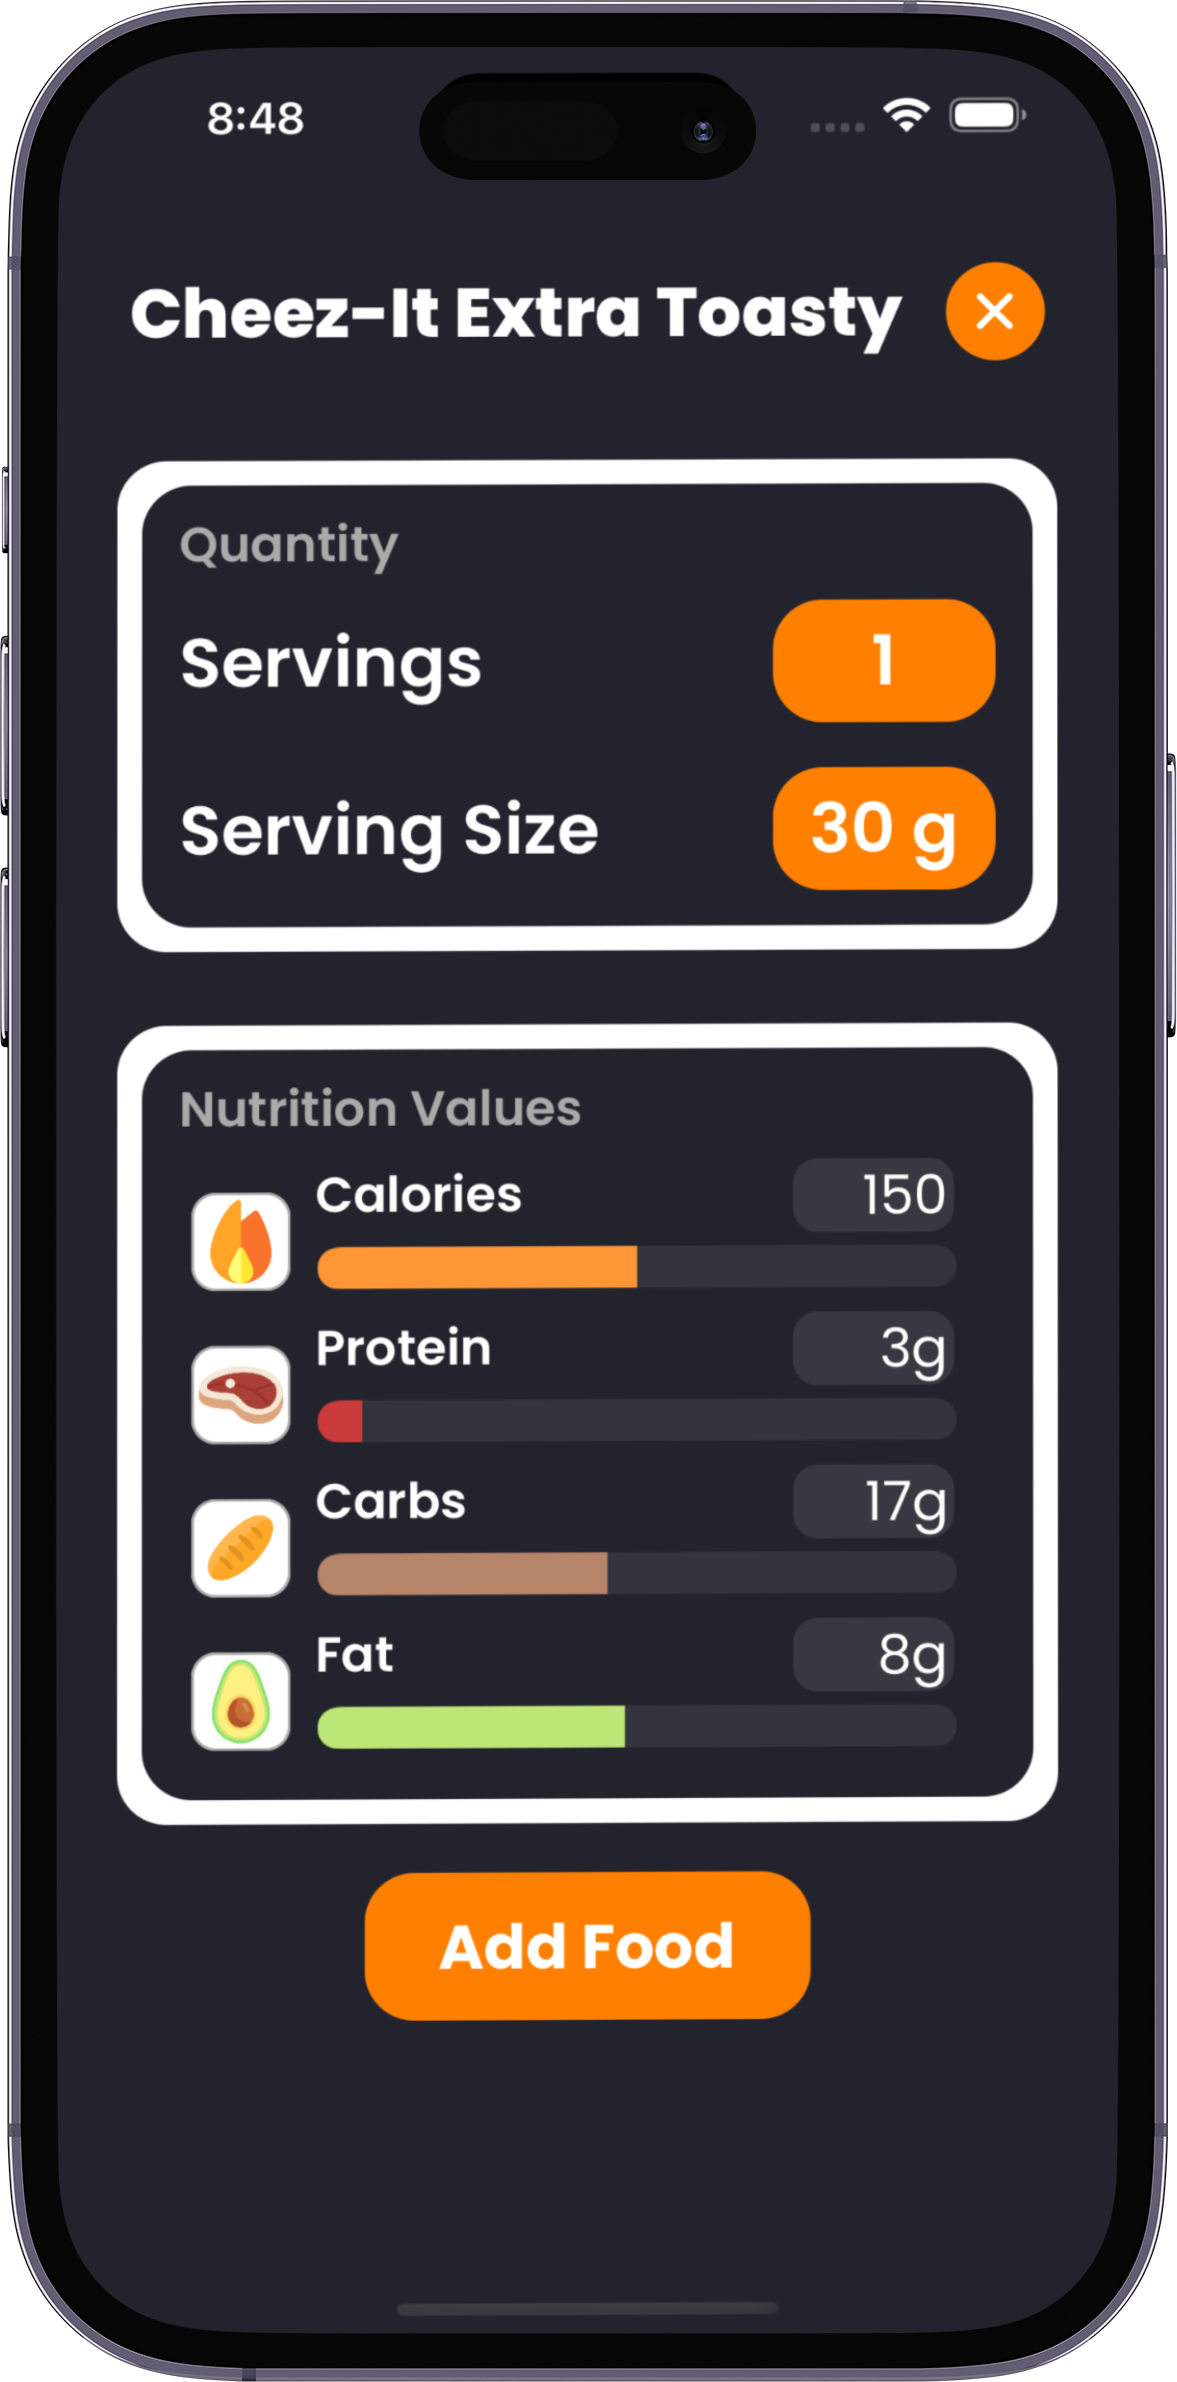 8:48
Cheez-It Extra Toasty
Quantity
Servings 1
Serving Size 30 g
Nutrition Values
Calories 150
Protein 3g
Carbs 17g
Fat 8g
Add Food